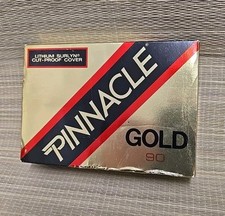 LITHIUM SURLYN®
CUT-PROOF COVER
PINNACLE
GOLD
90